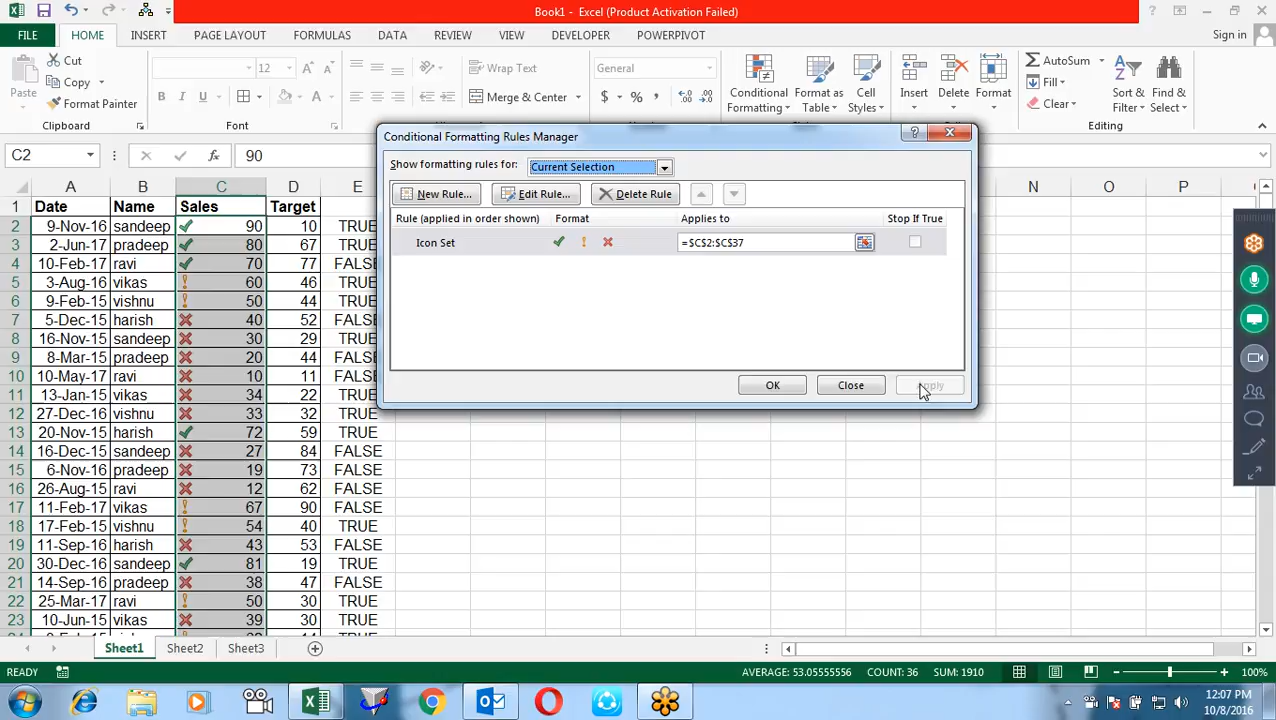 Book1 - Excel (Product Activation Failed)
FILE HOME INSERT PAGE LAYOUT FORMULAS DATA REVIEW VIEW DEVELOPER POWERPIVOT Sign in
Cut
Copy
Format Painter
Paste
Clipboard
12 A A
B I U
Font
Wrap Text
Merge & Center
General
$ % ,
Conditional Formatting
Format as Table
Cell Styles
Insert Delete Format
AutoSum
Fill
Clear
Sort & Filter
Find & Select
Editing
C2 fx 90
Conditional Formatting Rules Manager
Show formatting rules for: Current Selection
New Rule... Edit Rule... Delete Rule
Rule (applied in order shown) Format Applies to Stop If True
Icon Set =$C$2:$C$37
OK Close
A B C D E N O P Q
1 Date Name Sales Target
2 9-Nov-16 sandeep 90 10 TRUE
3 2-Jun-17 pradeep 80 67 TRUE
4 10-Feb-17 ravi 70 77 FALSE
5 3-Aug-16 vikas 60 46 TRUE
6 9-Feb-16 vishnu 50 44 TRUE
7 5-Dec-15 harish 40 52 FALSE
8 16-Nov-15 sandeep 30 29 TRUE
9 8-Mar-15 pradeep 20 44 FALSE
10 10-May-17 ravi 10 11 FALSE
11 13-Jan-15 vikas 34 22 TRUE
12 27-Dec-15 vishnu 33 32 TRUE
13 20-Nov-15 harish 72 59 TRUE
14 16-Dec-15 sandeep 27 84 FALSE
15 6-Nov-16 pradeep 19 73 FALSE
16 26-Aug-15 ravi 12 62 FALSE
17 11-Feb-17 vikas 67 90 FALSE
18 17-Feb-15 vishnu 54 40 TRUE
19 11-Sep-16 harish 43 53 FALSE
20 30-Dec-16 sandeep 81 19 TRUE
21 14-Sep-16 pradeep 38 47 FALSE
22 25-Mar-17 ravi 50 30 TRUE
23 10-Jun-15 vikas 39 30 TRUE
Sheet1 Sheet2 Sheet3
READY AVERAGE: 53.05555556 COUNT: 36 SUM: 1910 100%
12:07 PM
10/8/2016